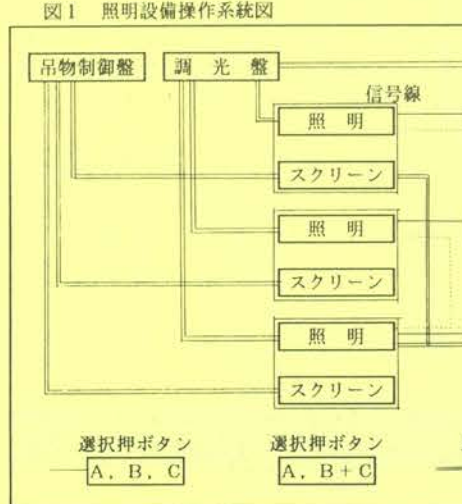 図1 照明設備操作系統図
吊物制御盤 調光盤
信号線
照明
スクリーン
照明
スクリーン
照明
スクリーン
選択押ボタン 選択押ボタン
A, B, C A, B+C